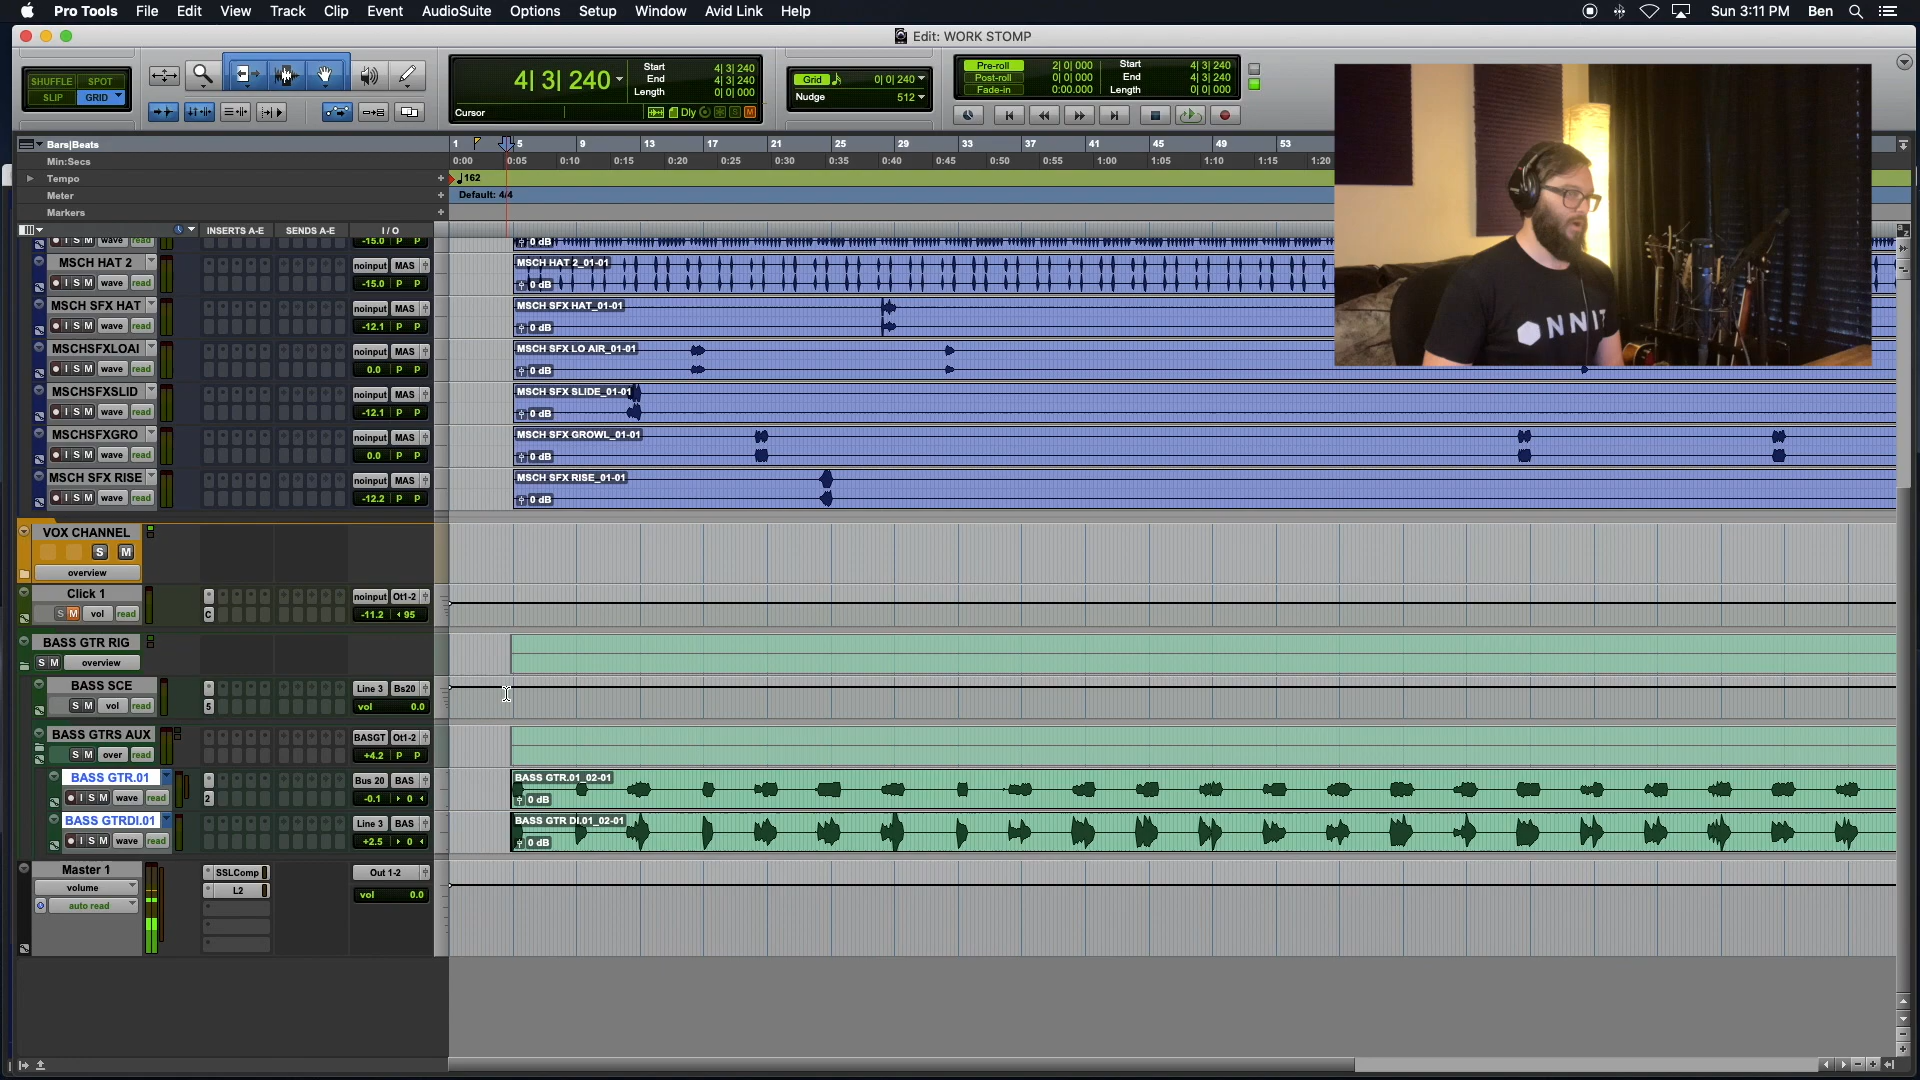 Pro Tools File Edit View Track Clip Event AudioSuite Options Setup Window Avid Link Help Sun 3:11 PM Ben
Edit: WORK STOMP
SHUFFLE SPOT
SLIP GRID
4| 3| 240
Start 4| 3| 240
End 4| 3| 240
Length 0| 0| 000
Cursor Dly S M
Grid 0| 0| 240
Nudge 512
Pre-roll 2| 0| 000 Start 4| 3| 240
Post-roll 0| 0| 000 End 4| 3| 240
Fade-in 0:00.000 Length 0| 0| 000
Bars|Beats 1 5 9 13 17 21 25 29 33 37 41 45 49 53
Min:Secs 0:00 0:05 0:10 0:15 0:20 0:25 0:30 0:35 0:40 0:45 0:50 0:55 1:00 1:05 1:10 1:15 1:20
Tempo 162
Meter Default: 4/4
Markers
INSERTS A-E SENDS A-E I / O
I S M wave read -15.0 P P 0 dB
MSCH HAT 2 noinput MAS MSCH HAT 2_01-01
I S M wave read -15.0 P P 0 dB
MSCH SFX HAT noinput MAS MSCH SFX HAT_01-01
I S M wave read -12.1 P P 0 dB
MSCHSFXLOAI noinput MAS MSCH SFX LO AIR_01-01
I S M wave read 0.0 P P 0 dB
MSCHSFXSLID noinput MAS MSCH SFX SLIDE_01-01
I S M wave read -12.1 P P 0 dB
MSCHSFXGRO noinput MAS MSCH SFX GROWL_01-01
I S M wave read 0.0 P P 0 dB
MSCH SFX RISE noinput MAS MSCH SFX RISE_01-01
I S M wave read -12.2 P P 0 dB
VOX CHANNEL
S M
overview
Click 1 noinput Ot1-2
S M vol read C -11.2 95
BASS GTR RIG
S M overview
BASS SCE Line 3 Bs20
S M vol read 5 vol 0.0
BASS GTRS AUX BASGT Ot1-2
S M over read +4.2 P P
BASS GTR.01 Bus 20 BAS BASS GTR.01_02-01
I S M wave read 2 -0.1 0 0 dB
BASS GTRDI.01 Line 3 BAS BASS GTR DI.01_02-01
I S M wave read +2.5 0 0 dB
Master 1 SSLComp Out 1-2
volume L2 vol 0.0
auto read